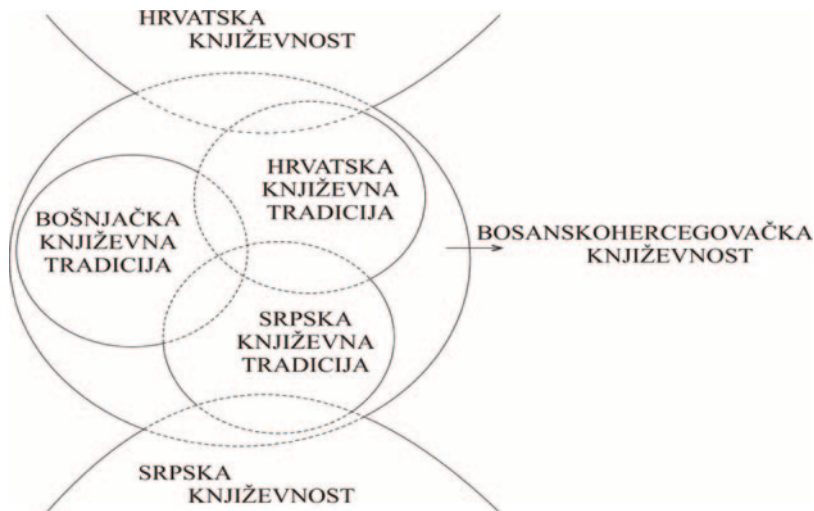 HRVATSKA
KNJIŽEVNOST
HRVATSKA
KNJIŽEVNA
TRADICIJA
BOŠNJAČKA
KNJIŽEVNA
TRADICIJA
BOSANSKOHERCEGOVAČKA
KNJIŽEVNOST
SRPSKA
KNJIŽEVNA
TRADICIJA
SRPSKA
KNJIŽEVNOST